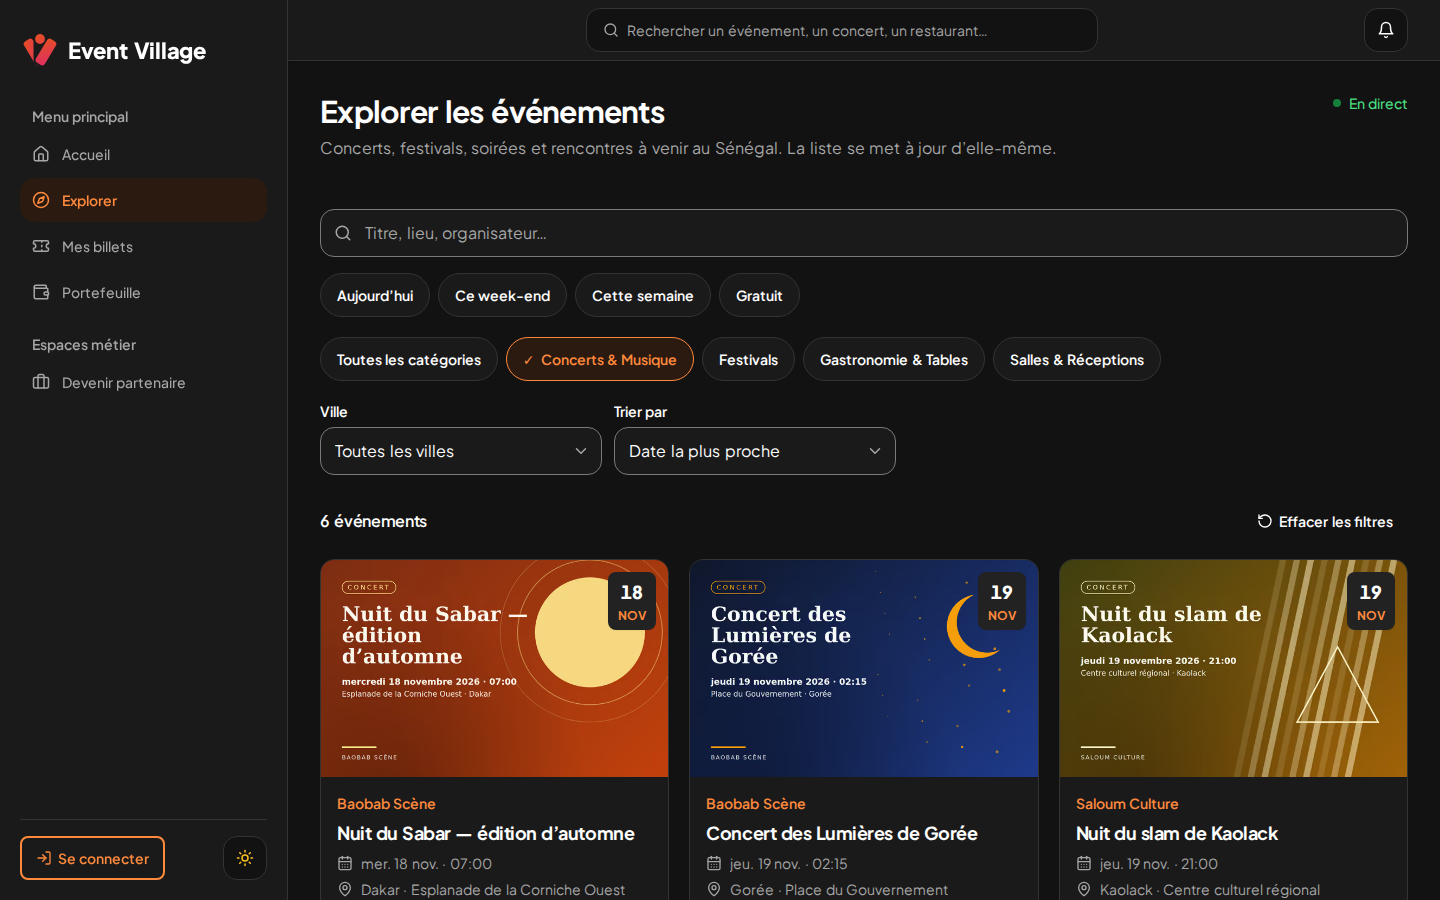 Event Village
Rechercher un événement, un concert, un restaurant…
Menu principal
Accueil
Explorer
Mes billets
Portefeuille
Espaces métier
Devenir partenaire
Se connecter
Explorer les événements
En direct
Concerts, festivals, soirées et rencontres à venir au Sénégal. La liste se met à jour d’elle-même.
Titre, lieu, organisateur…
Aujourd’hui
Ce week-end
Cette semaine
Gratuit
Toutes les catégories
✓ Concerts & Musique
Festivals
Gastronomie & Tables
Salles & Réceptions
Ville
Trier par
Toutes les villes
Date la plus proche
6 événements
Effacer les filtres
CONCERT
18
NOV
Nuit du Sabar —
édition
d’automne
mercredi 18 novembre 2026 · 07:00
Esplanade de la Corniche Ouest · Dakar
BAOBAB SCÈNE
Baobab Scène
Nuit du Sabar — édition d’automne
mer. 18 nov. · 07:00
Dakar · Esplanade de la Corniche Ouest
CONCERT
19
NOV
Concert des
Lumières de
Gorée
jeudi 19 novembre 2026 · 02:15
Place du Gouvernement · Gorée
BAOBAB SCÈNE
Baobab Scène
Concert des Lumières de Gorée
jeu. 19 nov. · 02:15
Gorée · Place du Gouvernement
CONCERT
19
NOV
Nuit du slam de
Kaolack
jeudi 19 novembre 2026 · 21:00
Centre culturel régional · Kaolack
SALOUM CULTURE
Saloum Culture
Nuit du slam de Kaolack
jeu. 19 nov. · 21:00
Kaolack · Centre culturel régional